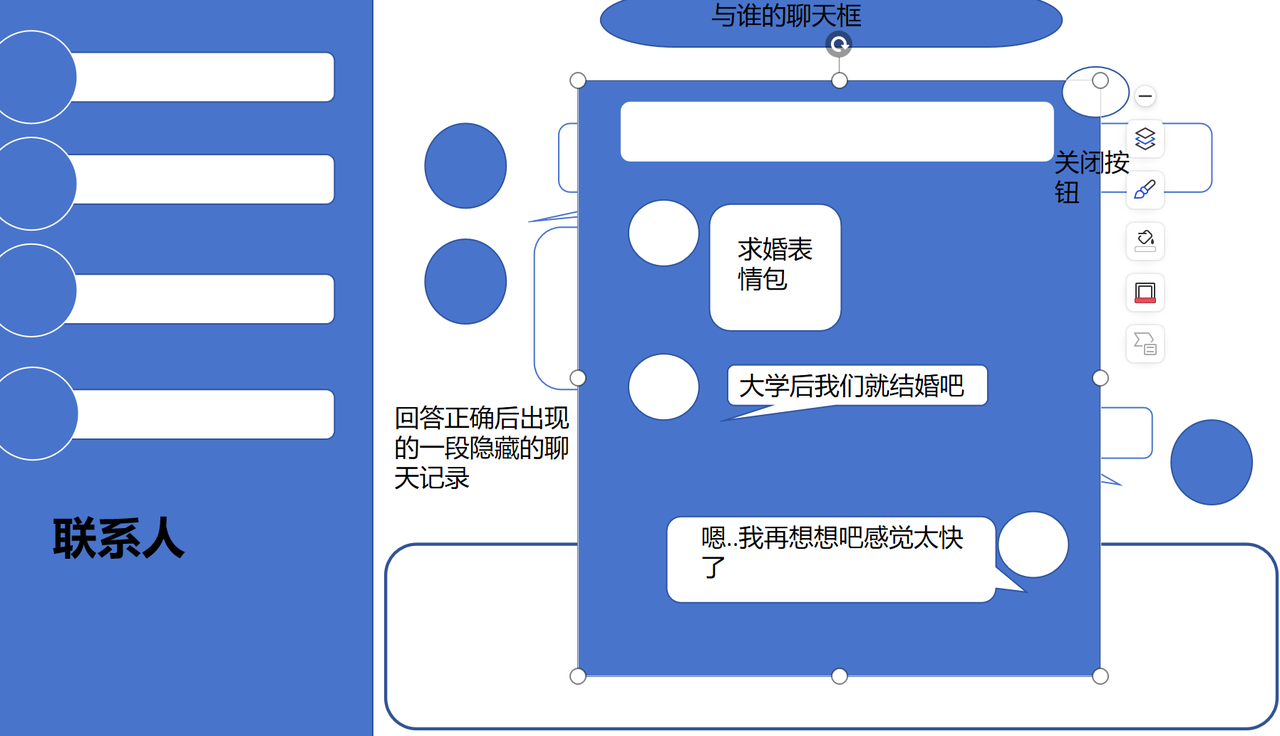 与谁的聊天框
关闭按
钮
求婚表
情包
大学后我们就结婚吧
回答正确后出现
的一段隐藏的聊
天记录
联系人
嗯..我再想想吧感觉太快
了